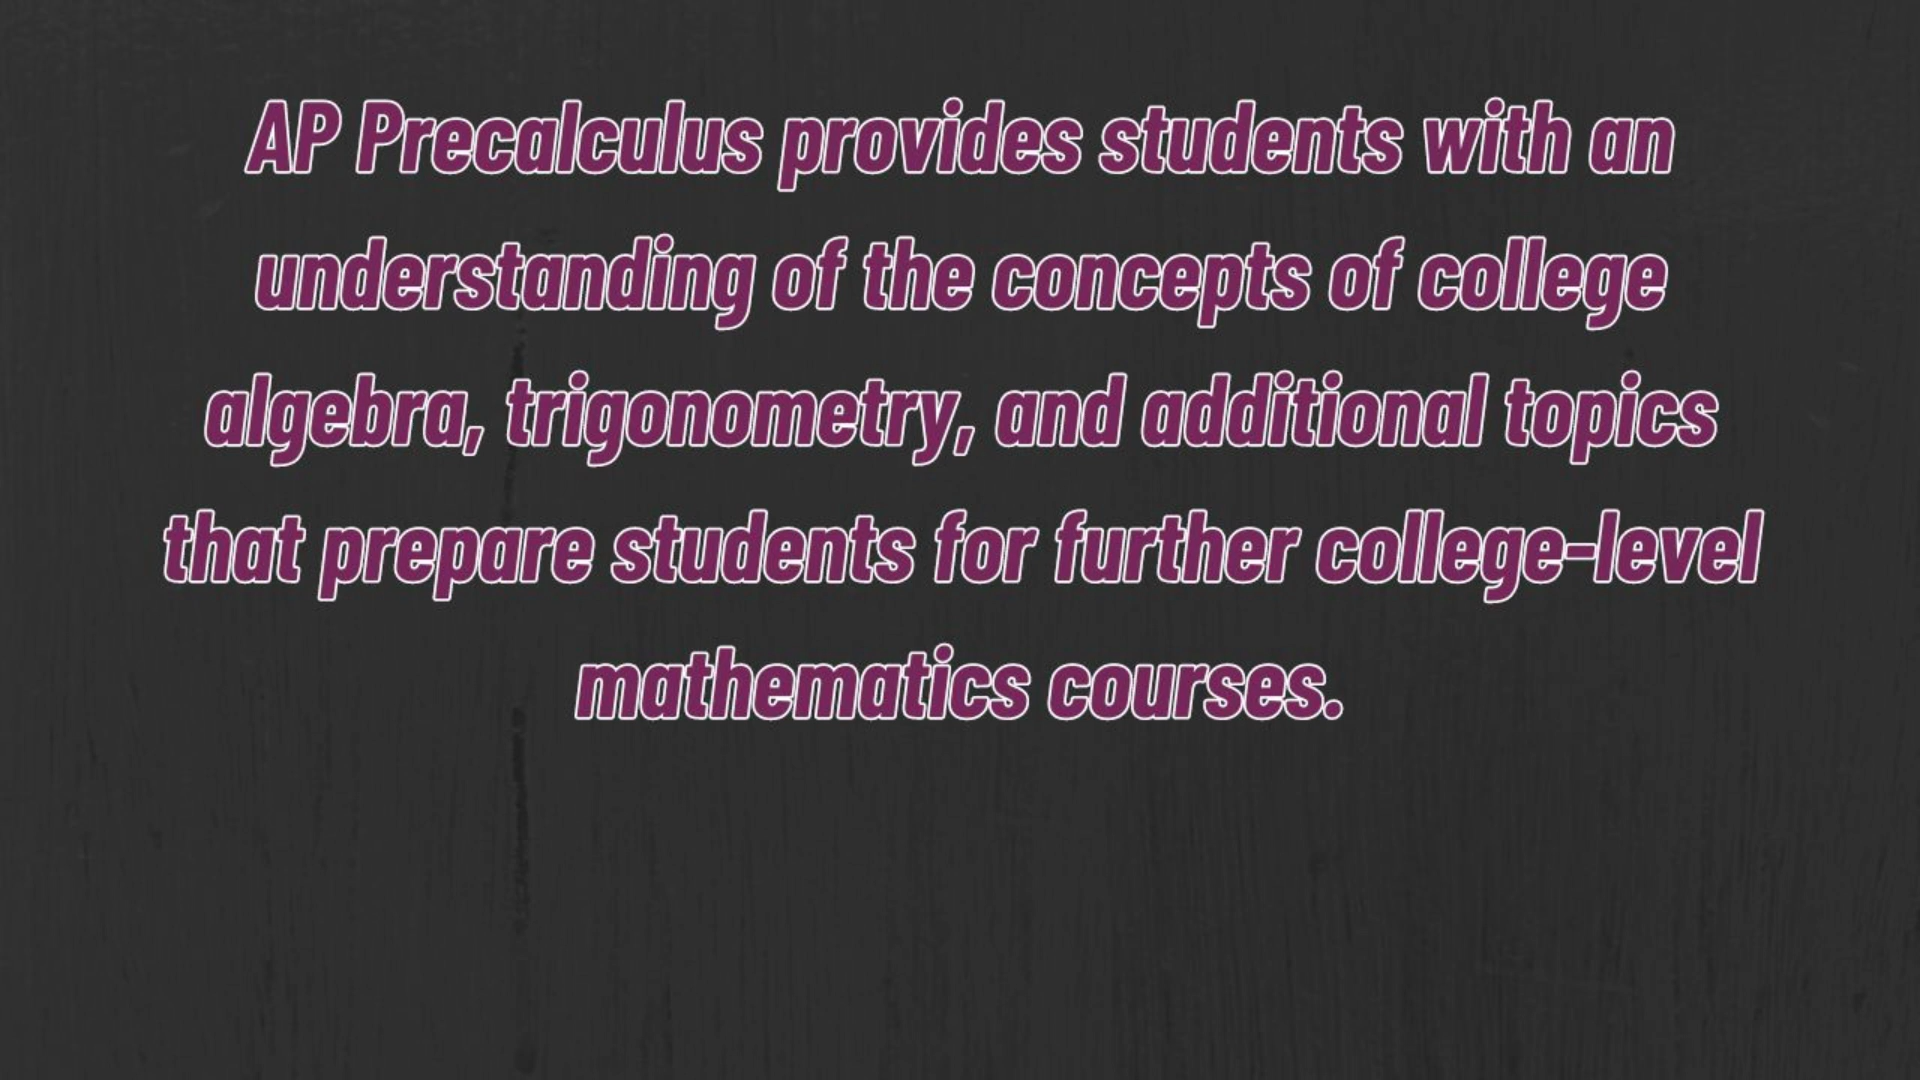 AP Precalculus provides students with an
understanding of the concepts of college
algebra, trigonometry, and additional topics
that prepare students for further college-level
mathematics courses.